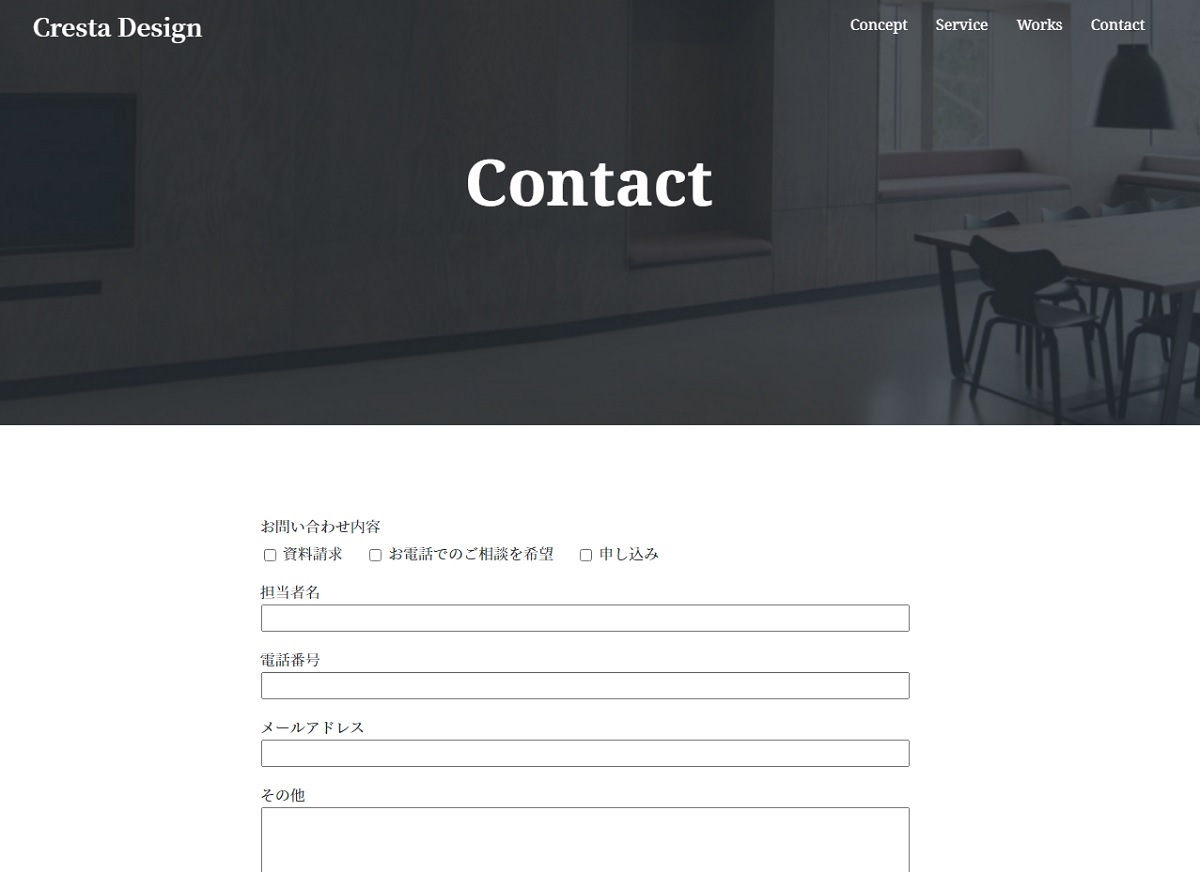 Cresta Design
Concept Service Works Contact
Contact
お問い合わせ内容
資料請求 お電話でのご相談を希望 申し込み
担当者名
電話番号
メールアドレス
その他